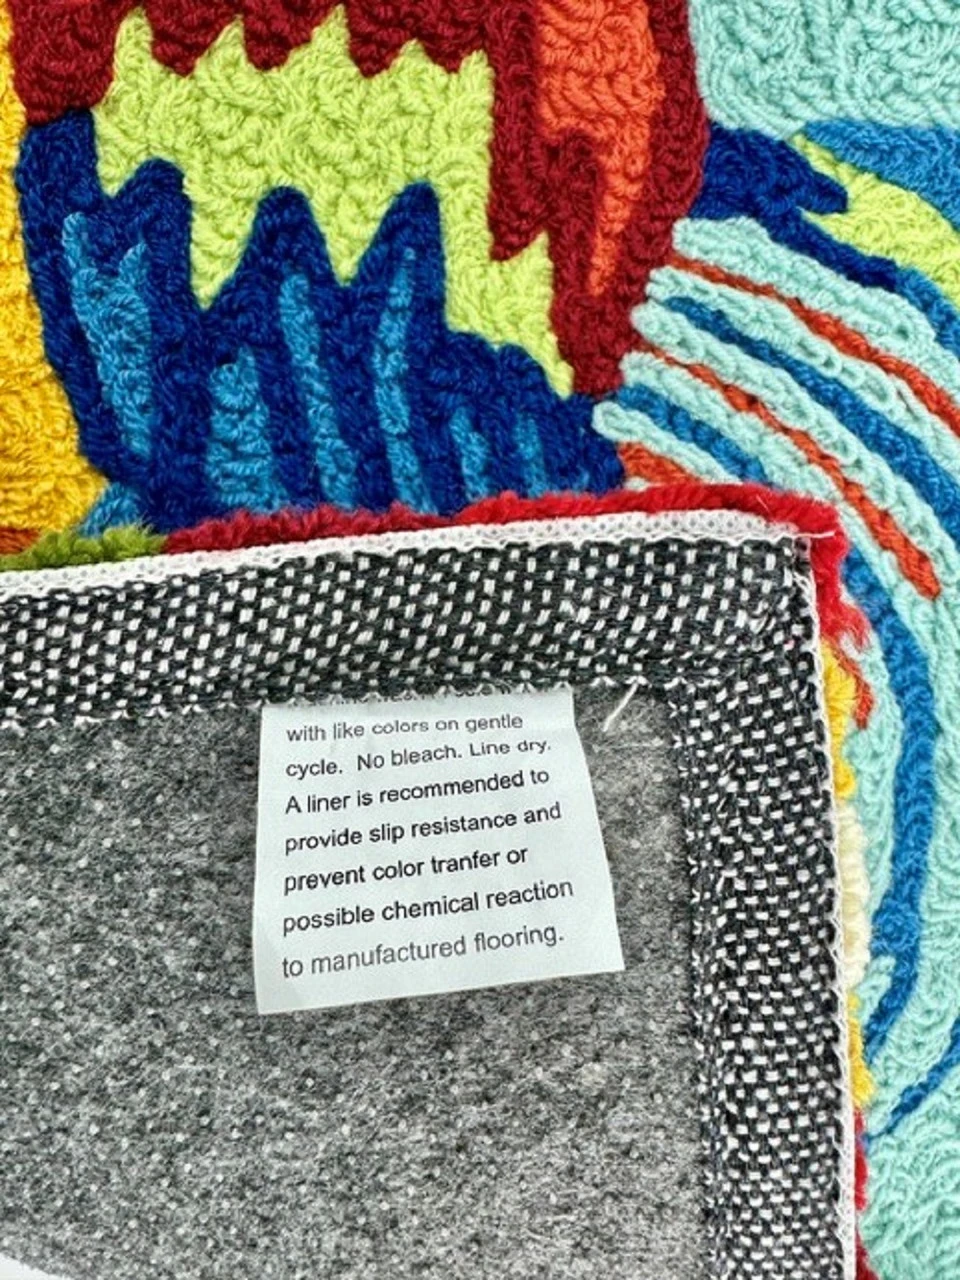 with like colors on gentle
cycle. No bleach. Line dry.
A liner is recommended to
provide slip resistance and
prevent color tranfer or
possible chemical reaction
to manufactured flooring.